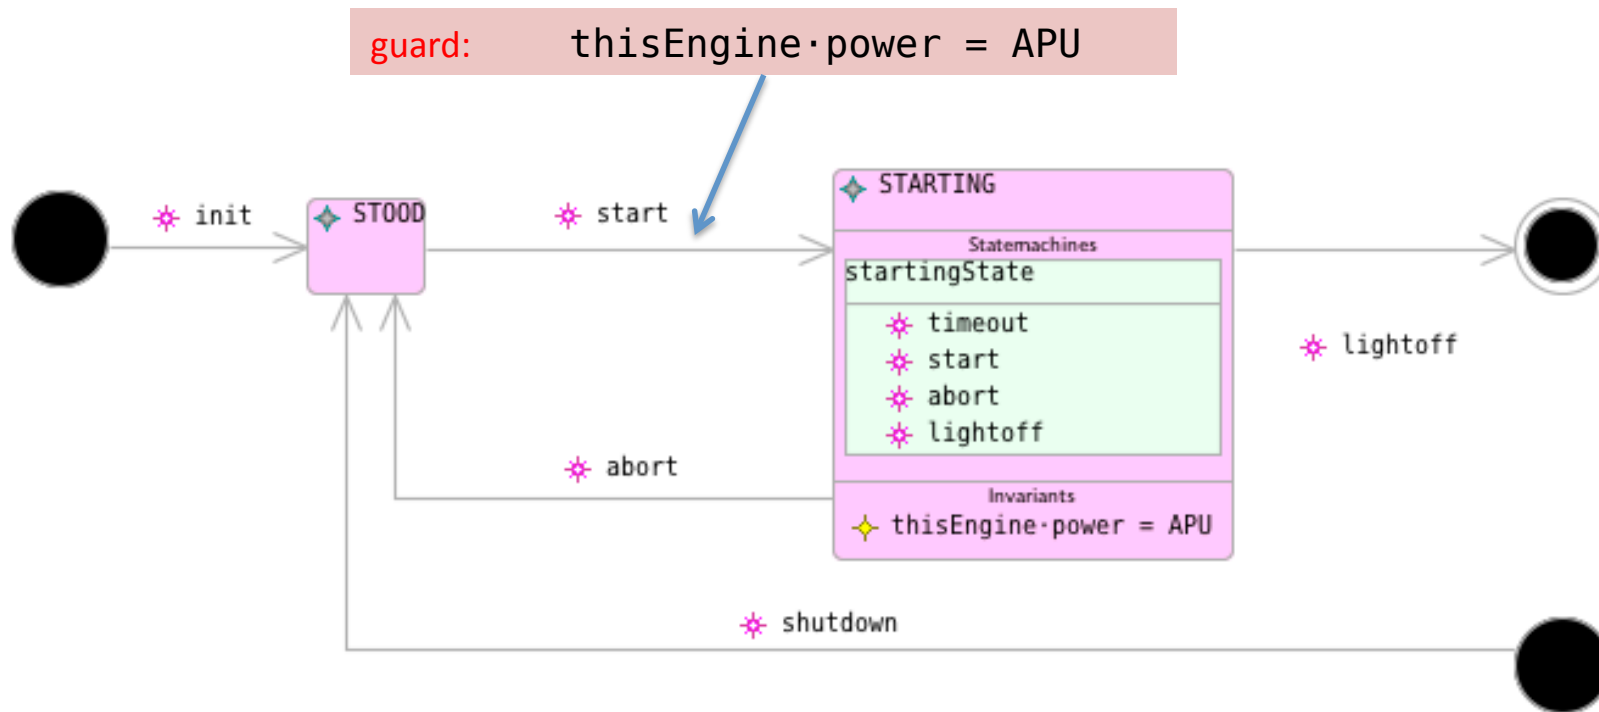 guard: thisEngine·power = APU
init
STOOD
start
STARTING
Statemachines
startingState
timeout
start
abort
lightoff
lightoff
abort
Invariants
thisEngine·power = APU
shutdown